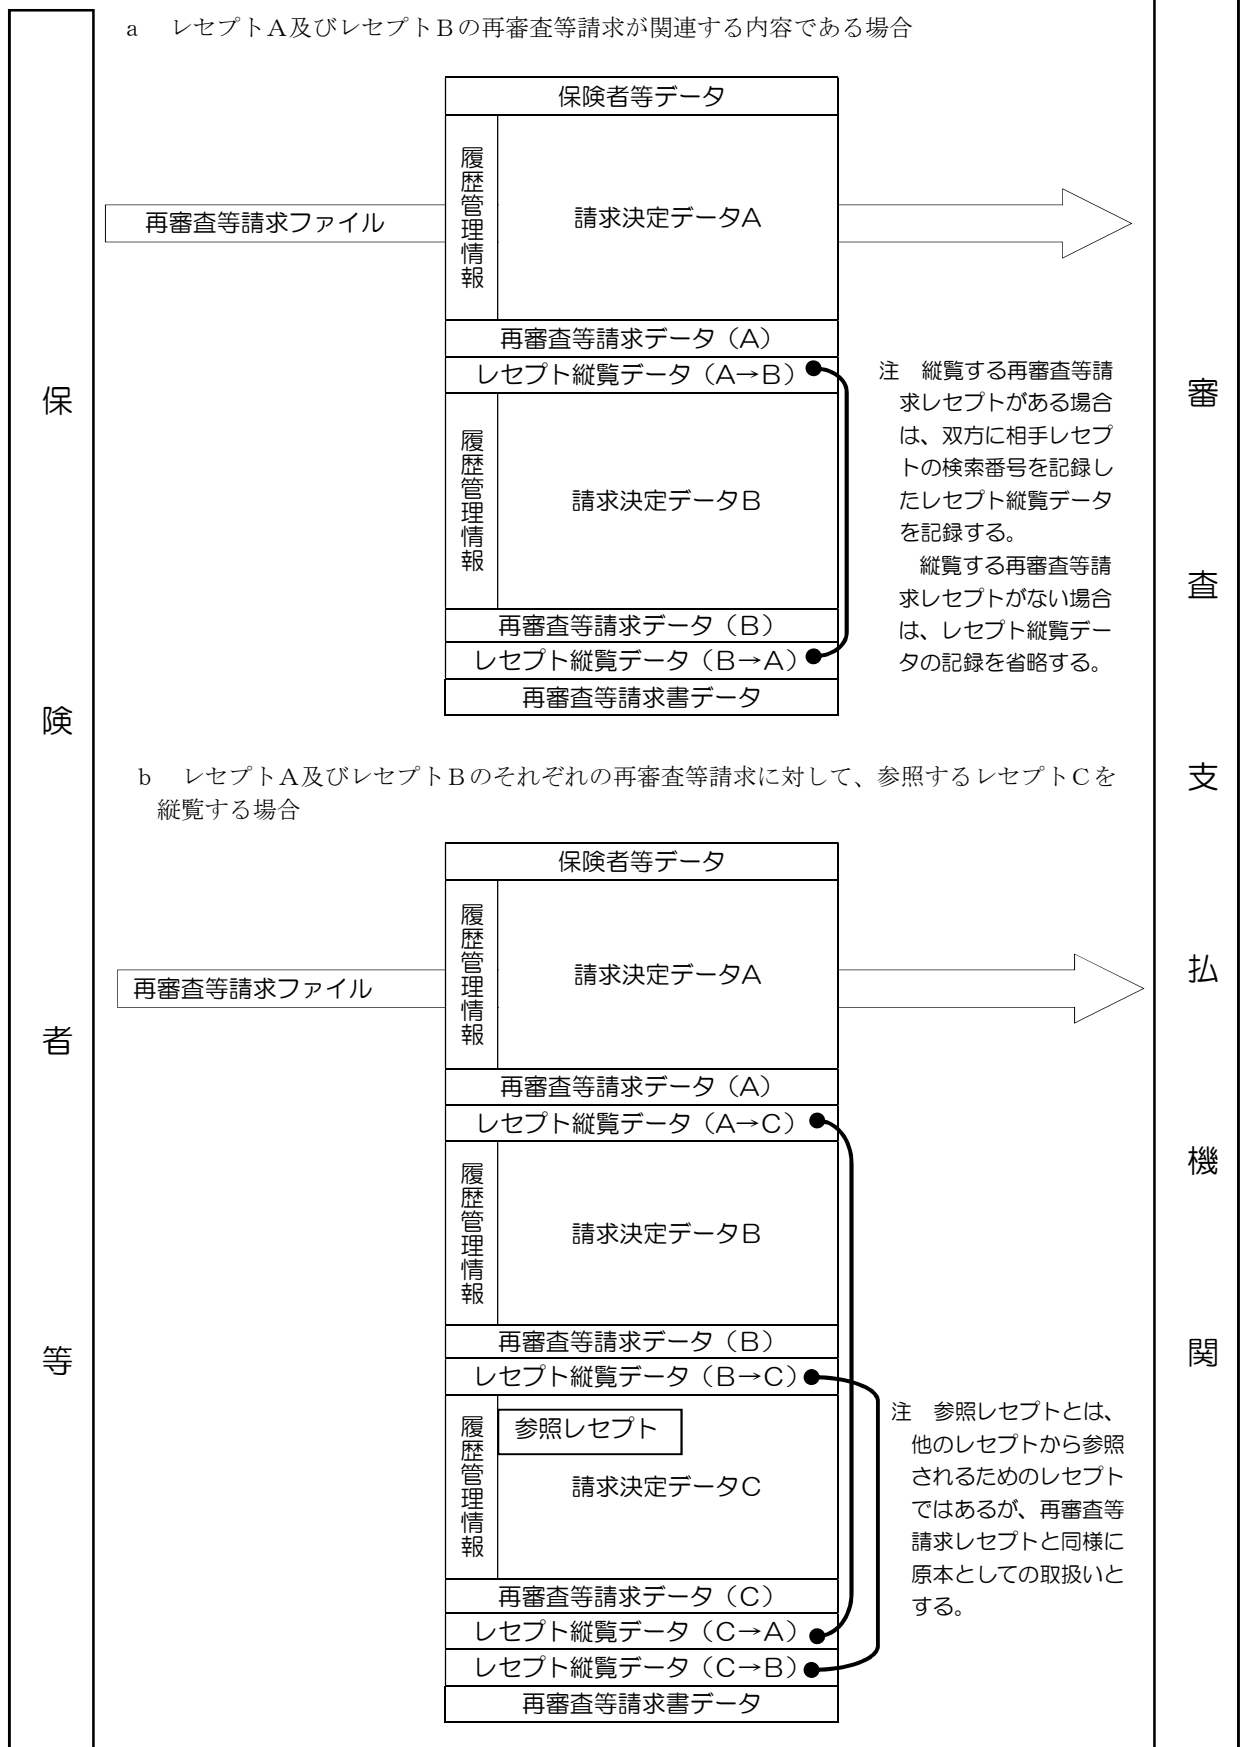 保険者等
審査支払機関
a　レセプトA及びレセプトBの再審査等請求が関連する内容である場合
保険者等データ
履歴管理情報
請求決定データA
再審査等請求ファイル
再審査等請求データ（A）
レセプト縦覧データ（A→B）
履歴管理情報
請求決定データB
再審査等請求データ（B）
レセプト縦覧データ（B→A）
再審査等請求書データ
注　縦覧する再審査等請
求レセプトがある場合
は、双方に相手レセプ
トの検索番号を記録し
たレセプト縦覧データ
を記録する。
縦覧する再審査等請
求レセプトがない場合
は、レセプト縦覧デー
タの記録を省略する。
b　レセプトA及びレセプトBのそれぞれの再審査等請求に対して、参照するレセプトCを
縦覧する場合
保険者等データ
履歴管理情報
請求決定データA
再審査等請求ファイル
再審査等請求データ（A）
レセプト縦覧データ（A→C）
履歴管理情報
請求決定データB
再審査等請求データ（B）
レセプト縦覧データ（B→C）
履歴管理情報
参照レセプト
請求決定データC
再審査等請求データ（C）
レセプト縦覧データ（C→A）
レセプト縦覧データ（C→B）
再審査等請求書データ
注　参照レセプトとは、
他のレセプトから参照
されるためのレセプト
ではあるが、再審査等
請求レセプトと同様に
原本としての取扱いと
する。